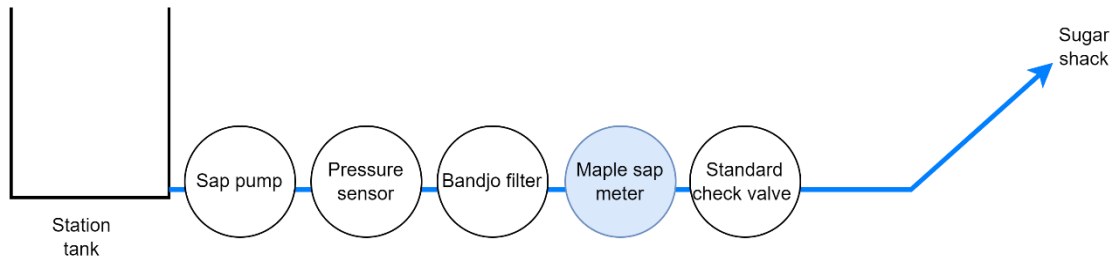 Station
tank
Sap pump
Pressure
sensor
Bandjo filter
Maple sap
meter
Standard
check valve
Sugar
shack